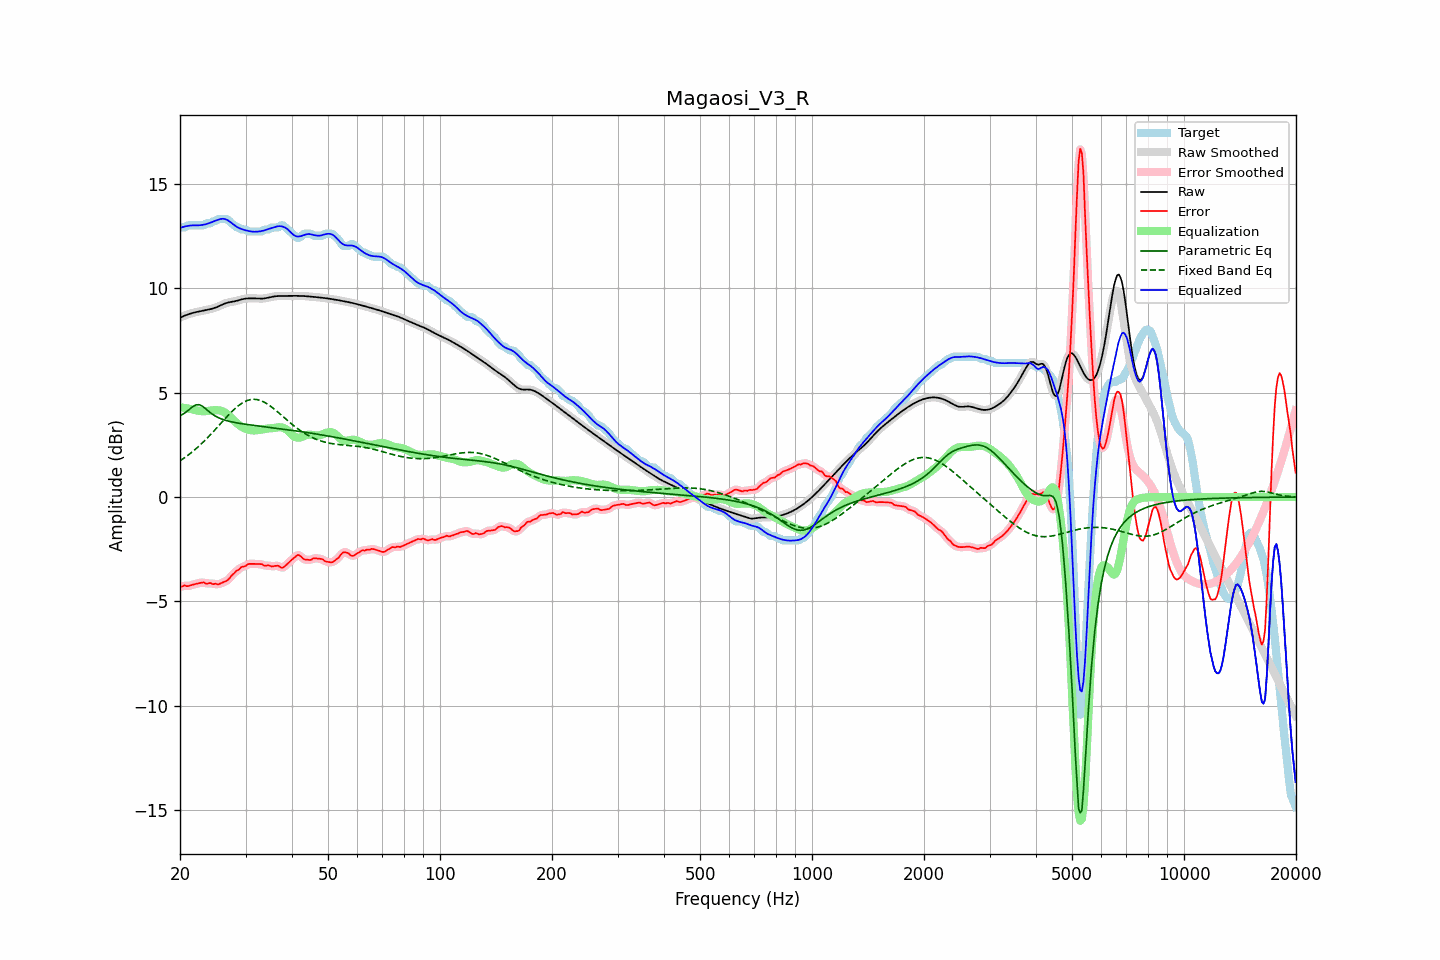 Magaosi_V3_R
Target
Raw Smoothed
Error Smoothed
Raw
Error
Equalization
Parametric Eq
Fixed Band Eq
Equalized
Amplitude (dBr)
15
10
5
0
−5
−10
−15
20 50 100 200 500 1000 2000 5000 10000 20000
Frequency (Hz)